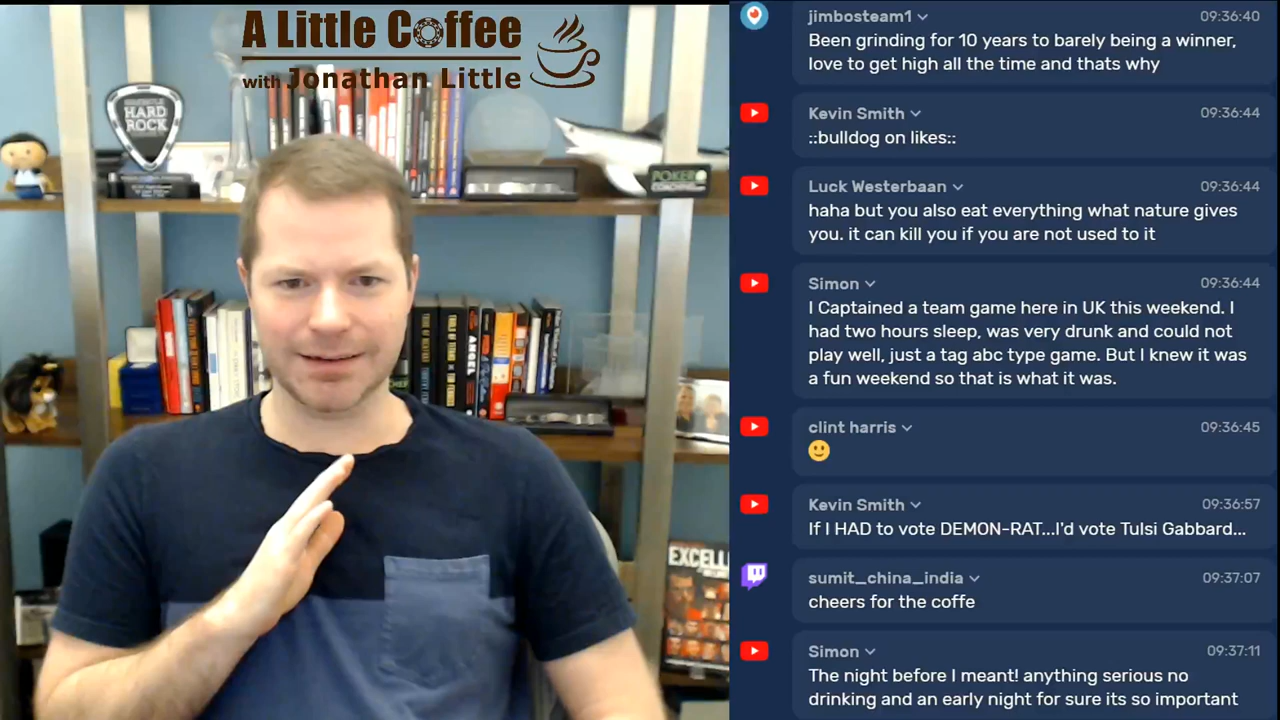 A Little Coffee
with Jonathan Little
HARD
ROCK
POKER
COACHING
ANGEL
CHEF
EXCELL
jimbosteam1
09:36:40
Been grinding for 10 years to barely being a winner,
love to get high all the time and thats why
Kevin Smith
09:36:44
::bulldog on likes::
Luck Westerbaan
09:36:44
haha but you also eat everything what nature gives
you. it can kill you if you are not used to it
Simon
09:36:44
I Captained a team game here in UK this weekend. I
had two hours sleep, was very drunk and could not
play well, just a tag abc type game. But I knew it was
a fun weekend so that is what it was.
clint harris
09:36:45
Kevin Smith
09:36:57
If I HAD to vote DEMON-RAT...I'd vote Tulsi Gabbard...
sumit_china_india
09:37:07
cheers for the coffe
Simon
09:37:11
The night before I meant! anything serious no
drinking and an early night for sure its so important